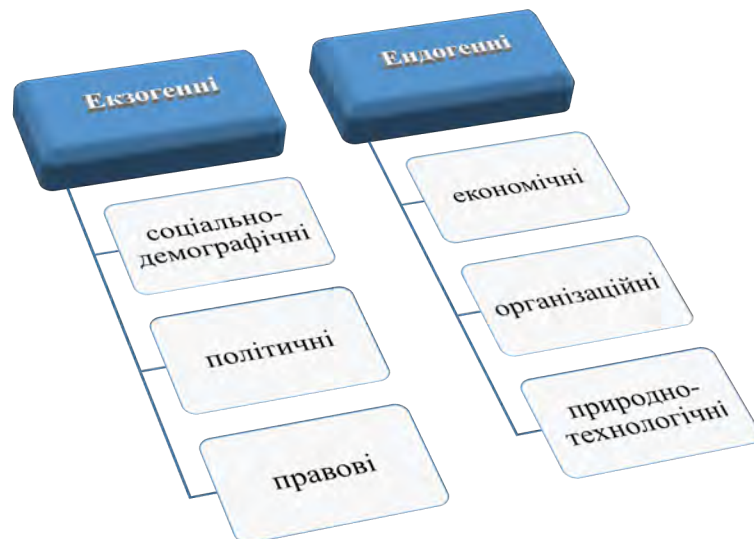 Екзогенні
соціально-
демографічні
політичні
правові
Ендогенні
економічні
організаційні
природно-
технологічні